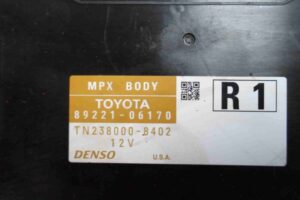 MPX BODY
TOYOTA
89221-06170
R1
TN238000-8402
12V
DENSO
U.S.A.